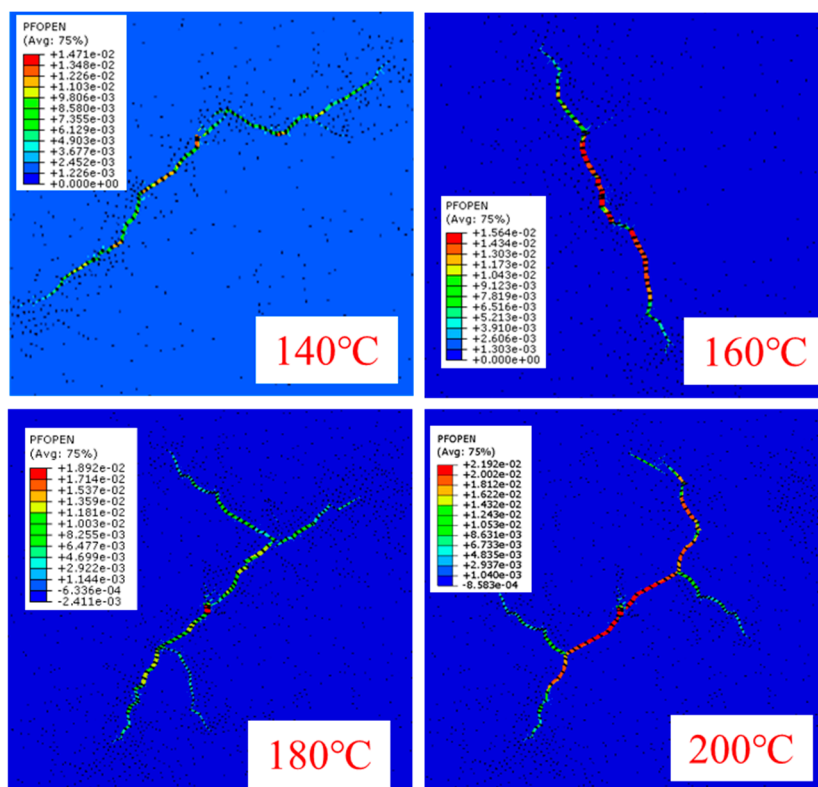 PFOPEN
(Avg: 75%)
+1.471e-02
+1.348e-02
+1.226e-02
+1.103e-02
+9.806e-03
+8.580e-03
+7.355e-03
+6.129e-03
+4.903e-03
+3.677e-03
+2.452e-03
+1.226e-03
+0.000e+00
140℃
PFOPEN
(Avg: 75%)
+1.564e-02
+1.434e-02
+1.303e-02
+1.173e-02
+1.043e-02
+9.123e-03
+7.819e-03
+6.516e-03
+5.213e-03
+3.910e-03
+2.606e-03
+1.303e-03
+0.000e+00
160℃
PFOPEN
(Avg: 75%)
+1.892e-02
+1.714e-02
+1.537e-02
+1.359e-02
+1.181e-02
+1.003e-02
+8.255e-03
+6.477e-03
+4.699e-03
+2.922e-03
+1.144e-03
-6.336e-04
-2.411e-03
180℃
PFOPEN
(Avg: 75%)
+2.192e-02
+2.002e-02
+1.812e-02
+1.622e-02
+1.432e-02
+1.243e-02
+1.053e-02
+8.631e-03
+6.733e-03
+4.835e-03
+2.937e-03
+1.040e-03
-8.583e-04
200℃